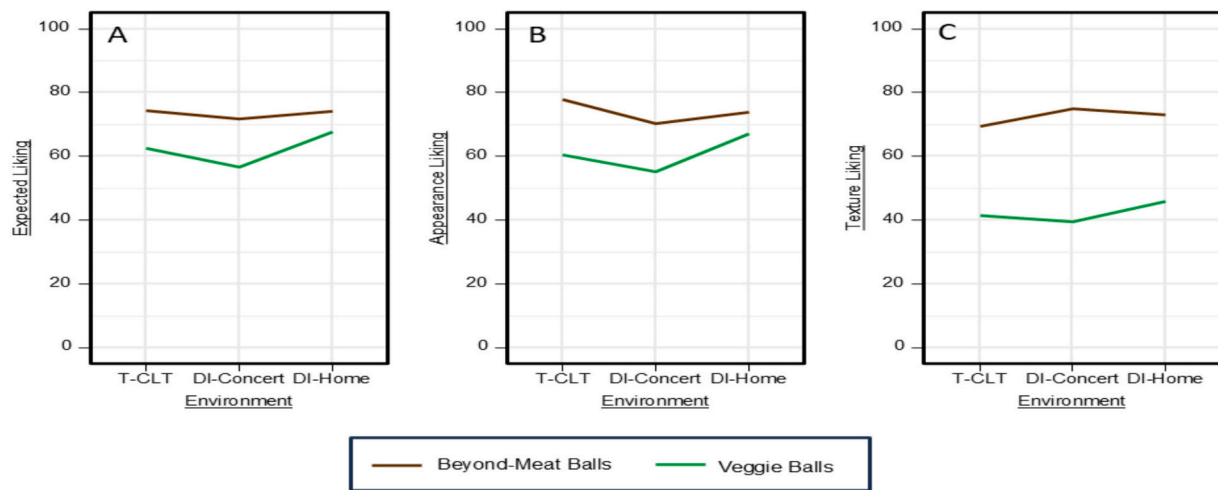 A
100
80
60
40
20
0
Expected Liking
T-CLT DI-Concert DI-Home
Environment
B
100
80
60
40
20
0
Appearance Liking
T-CLT DI-Concert DI-Home
Environment
C
100
80
60
40
20
0
Texture Liking
T-CLT DI-Concert DI-Home
Environment
Beyond-Meat Balls Veggie Balls